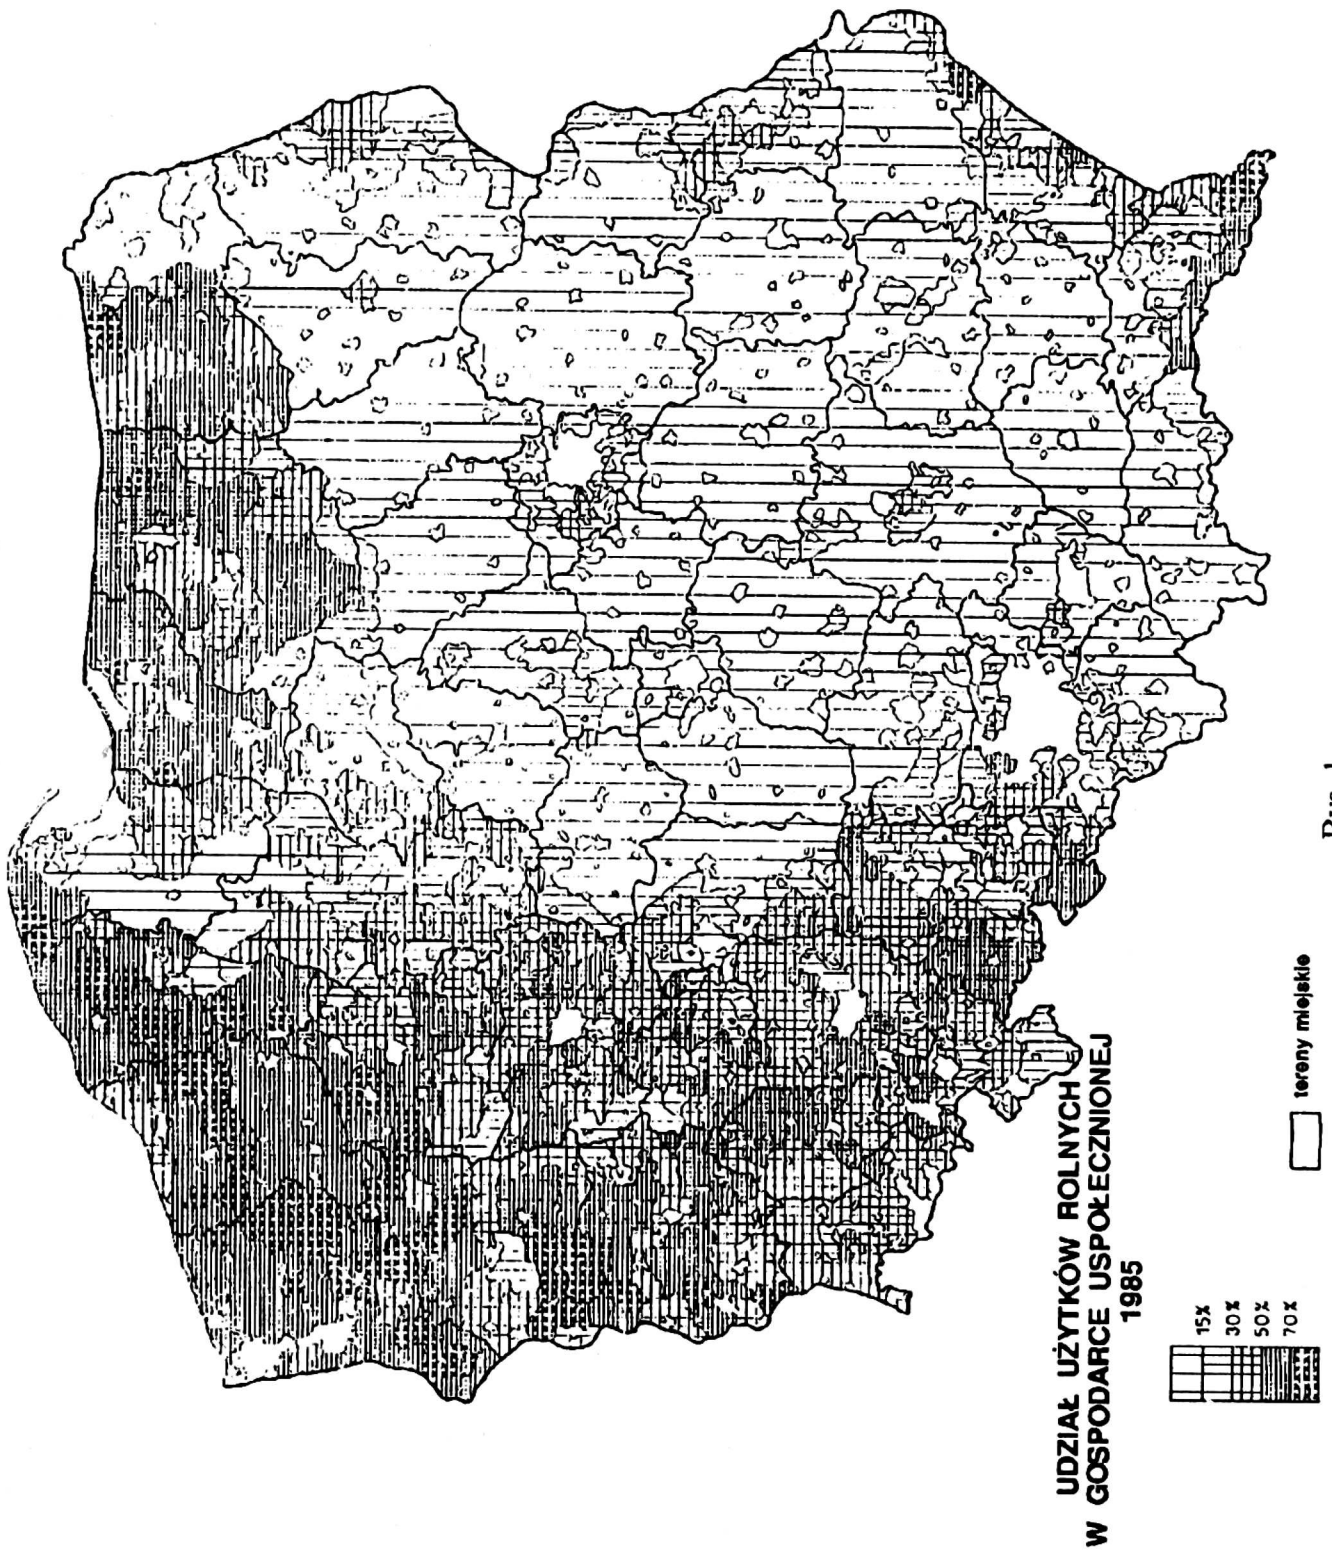 UDZIAŁ UŻYTKÓW ROLNYCH
W GOSPODARCE USPOŁECZNIONEJ
1985
15%
30%
50%
70%
tereny miejskie